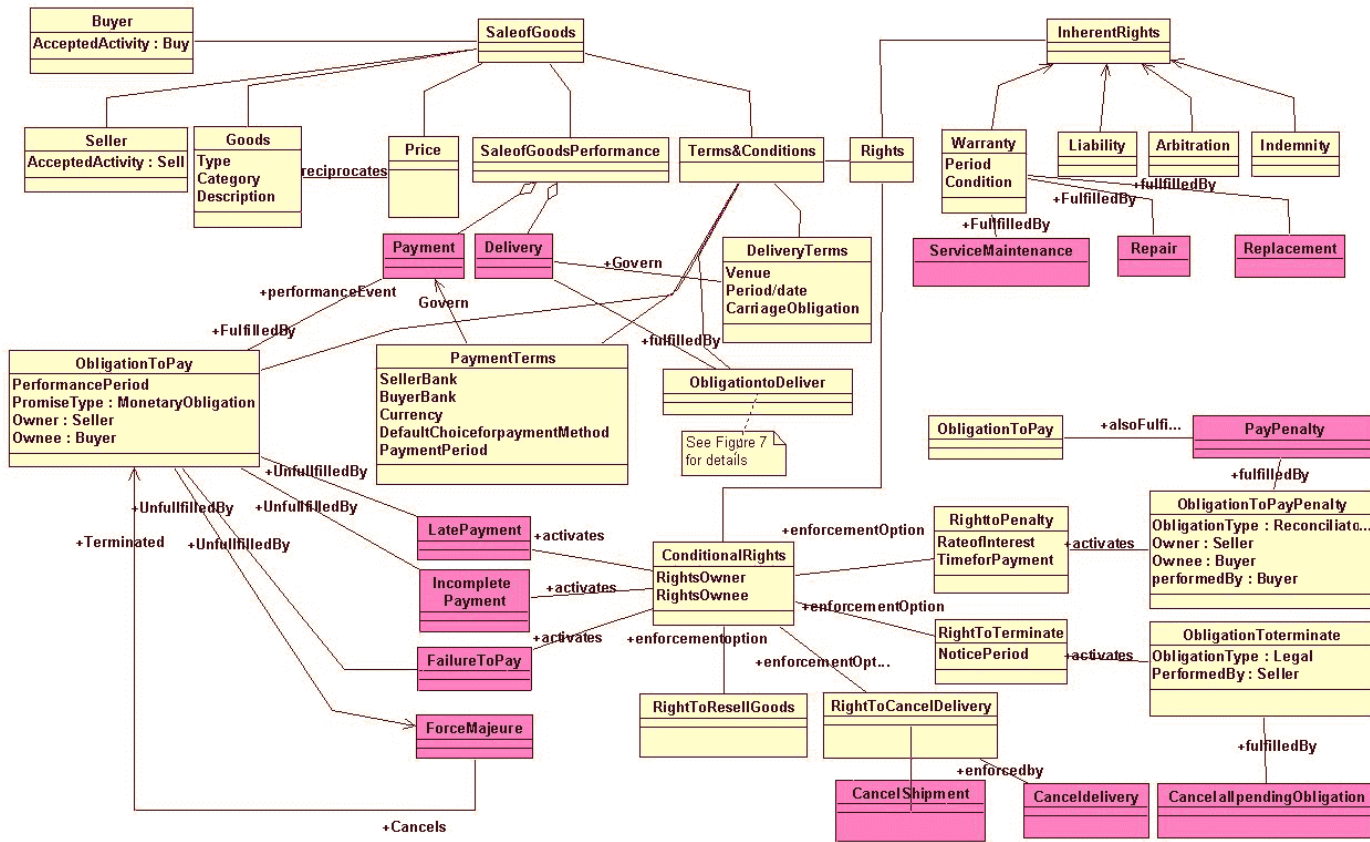 Buyer
AcceptedActivity : Buy
SaleofGoods
InherentRights
Seller
AcceptedActivity : Sell
Goods
Type
Category
Description
reciprocates
Price
SaleofGoodsPerformance
Terms&Conditions
Rights
Warranty
Period
Condition
Liability
Arbitration
Indemnity
+fullfilledBy
+FulfilledBy
+FulfilledBy
Payment
Delivery
+Govern
DeliveryTerms
Venue
Period/date
CarriageObligation
ServiceMaintenance
Repair
Replacement
+performanceEvent
Govern
+FulfilledBy
+fulfilledBy
ObligationToPay
PerformancePeriod
PromiseType : MonetaryObligation
Owner : Seller
Ownee : Buyer
PaymentTerms
SellerBank
BuyerBank
Currency
DefaultChoiceforpaymentMethod
PaymentPeriod
ObligationtoDeliver
See Figure 7
for details
ObligationToPay
+alsoFulfi...
PayPenalty
+fulfilledBy
+UnfullfilledBy
+UnfullfilledBy
+UnfullfilledBy
+UnfullfilledBy
+Terminated
LatePayment
+activates
Incomplete
Payment
+activates
FailureToPay
+activates
ForceMajeure
+Cancels
ConditionalRights
RightsOwner
RightsOwnee
+enforcementOption
RighttoPenalty
RateofInterest
TimeforPayment
+activates
ObligationToPayPenalty
ObligationType : Reconciliato...
Owner : Seller
Ownee : Buyer
performedBy : Buyer
+enforcementOption
+enforcementoption
+enforcementOpt...
RightToTerminate
NoticePeriod
+activates
ObligationToterminate
ObligationType : Legal
PerformedBy : Seller
RightToResellGoods
RightToCancelDelivery
+fulfilledBy
+enforcedby
CancelShipment
Canceldelivery
CancelallpendingObligation